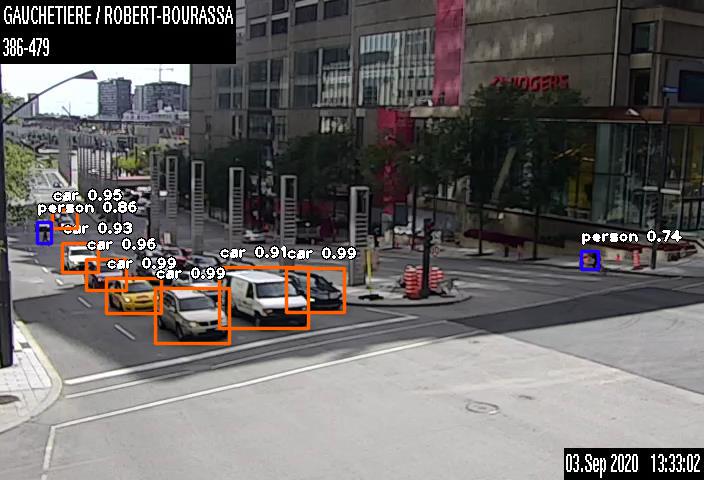 GAUCHETIERE / ROBERT-BOURASSA
386-479
ROGERS
car 0.95
person 0.86
car 0.93
car 0.96
car 0.99
car 0.99
car 0.91
car 0.99
person 0.74
03.Sep 2020 13:33:02